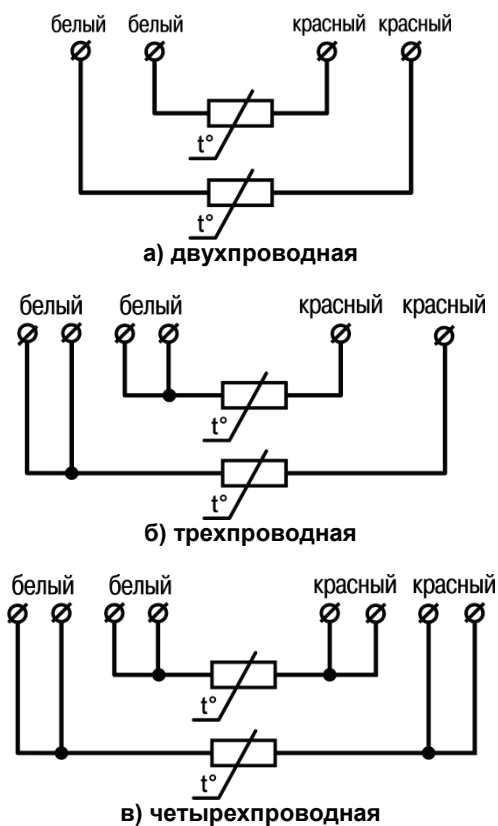 белый белый красный красный
t°
t°
а) двухпроводная
белый белый красный красный
t°
t°
б) трехпроводная
белый белый красный красный
t°
t°
в) четырехпроводная